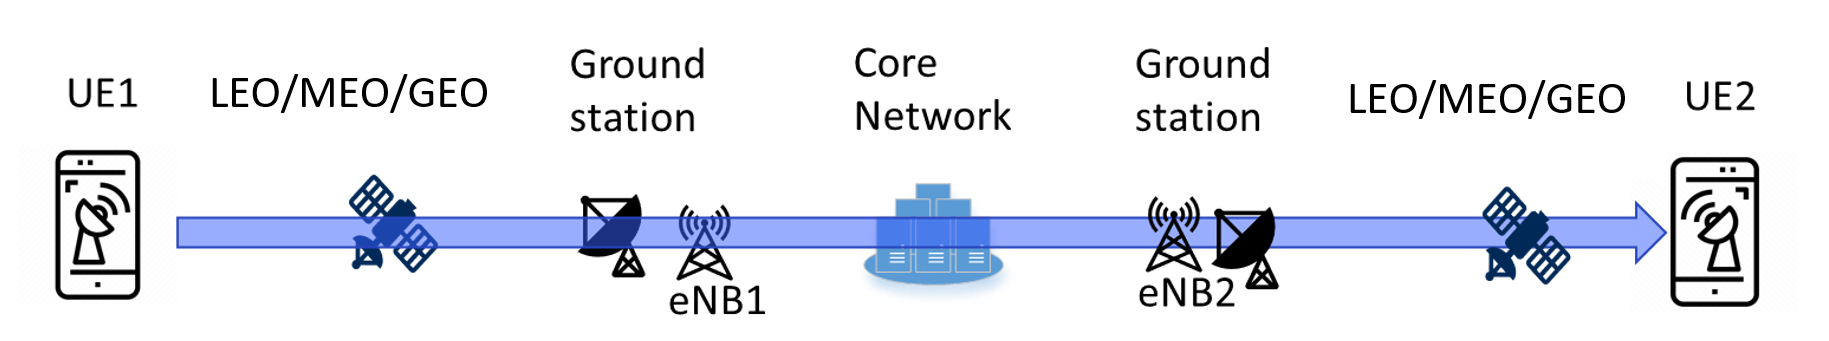 UE1
LEO/MEO/GEO
Ground
station
eNB1
Core
Network
Ground
station
eNB2
LEO/MEO/GEO
UE2